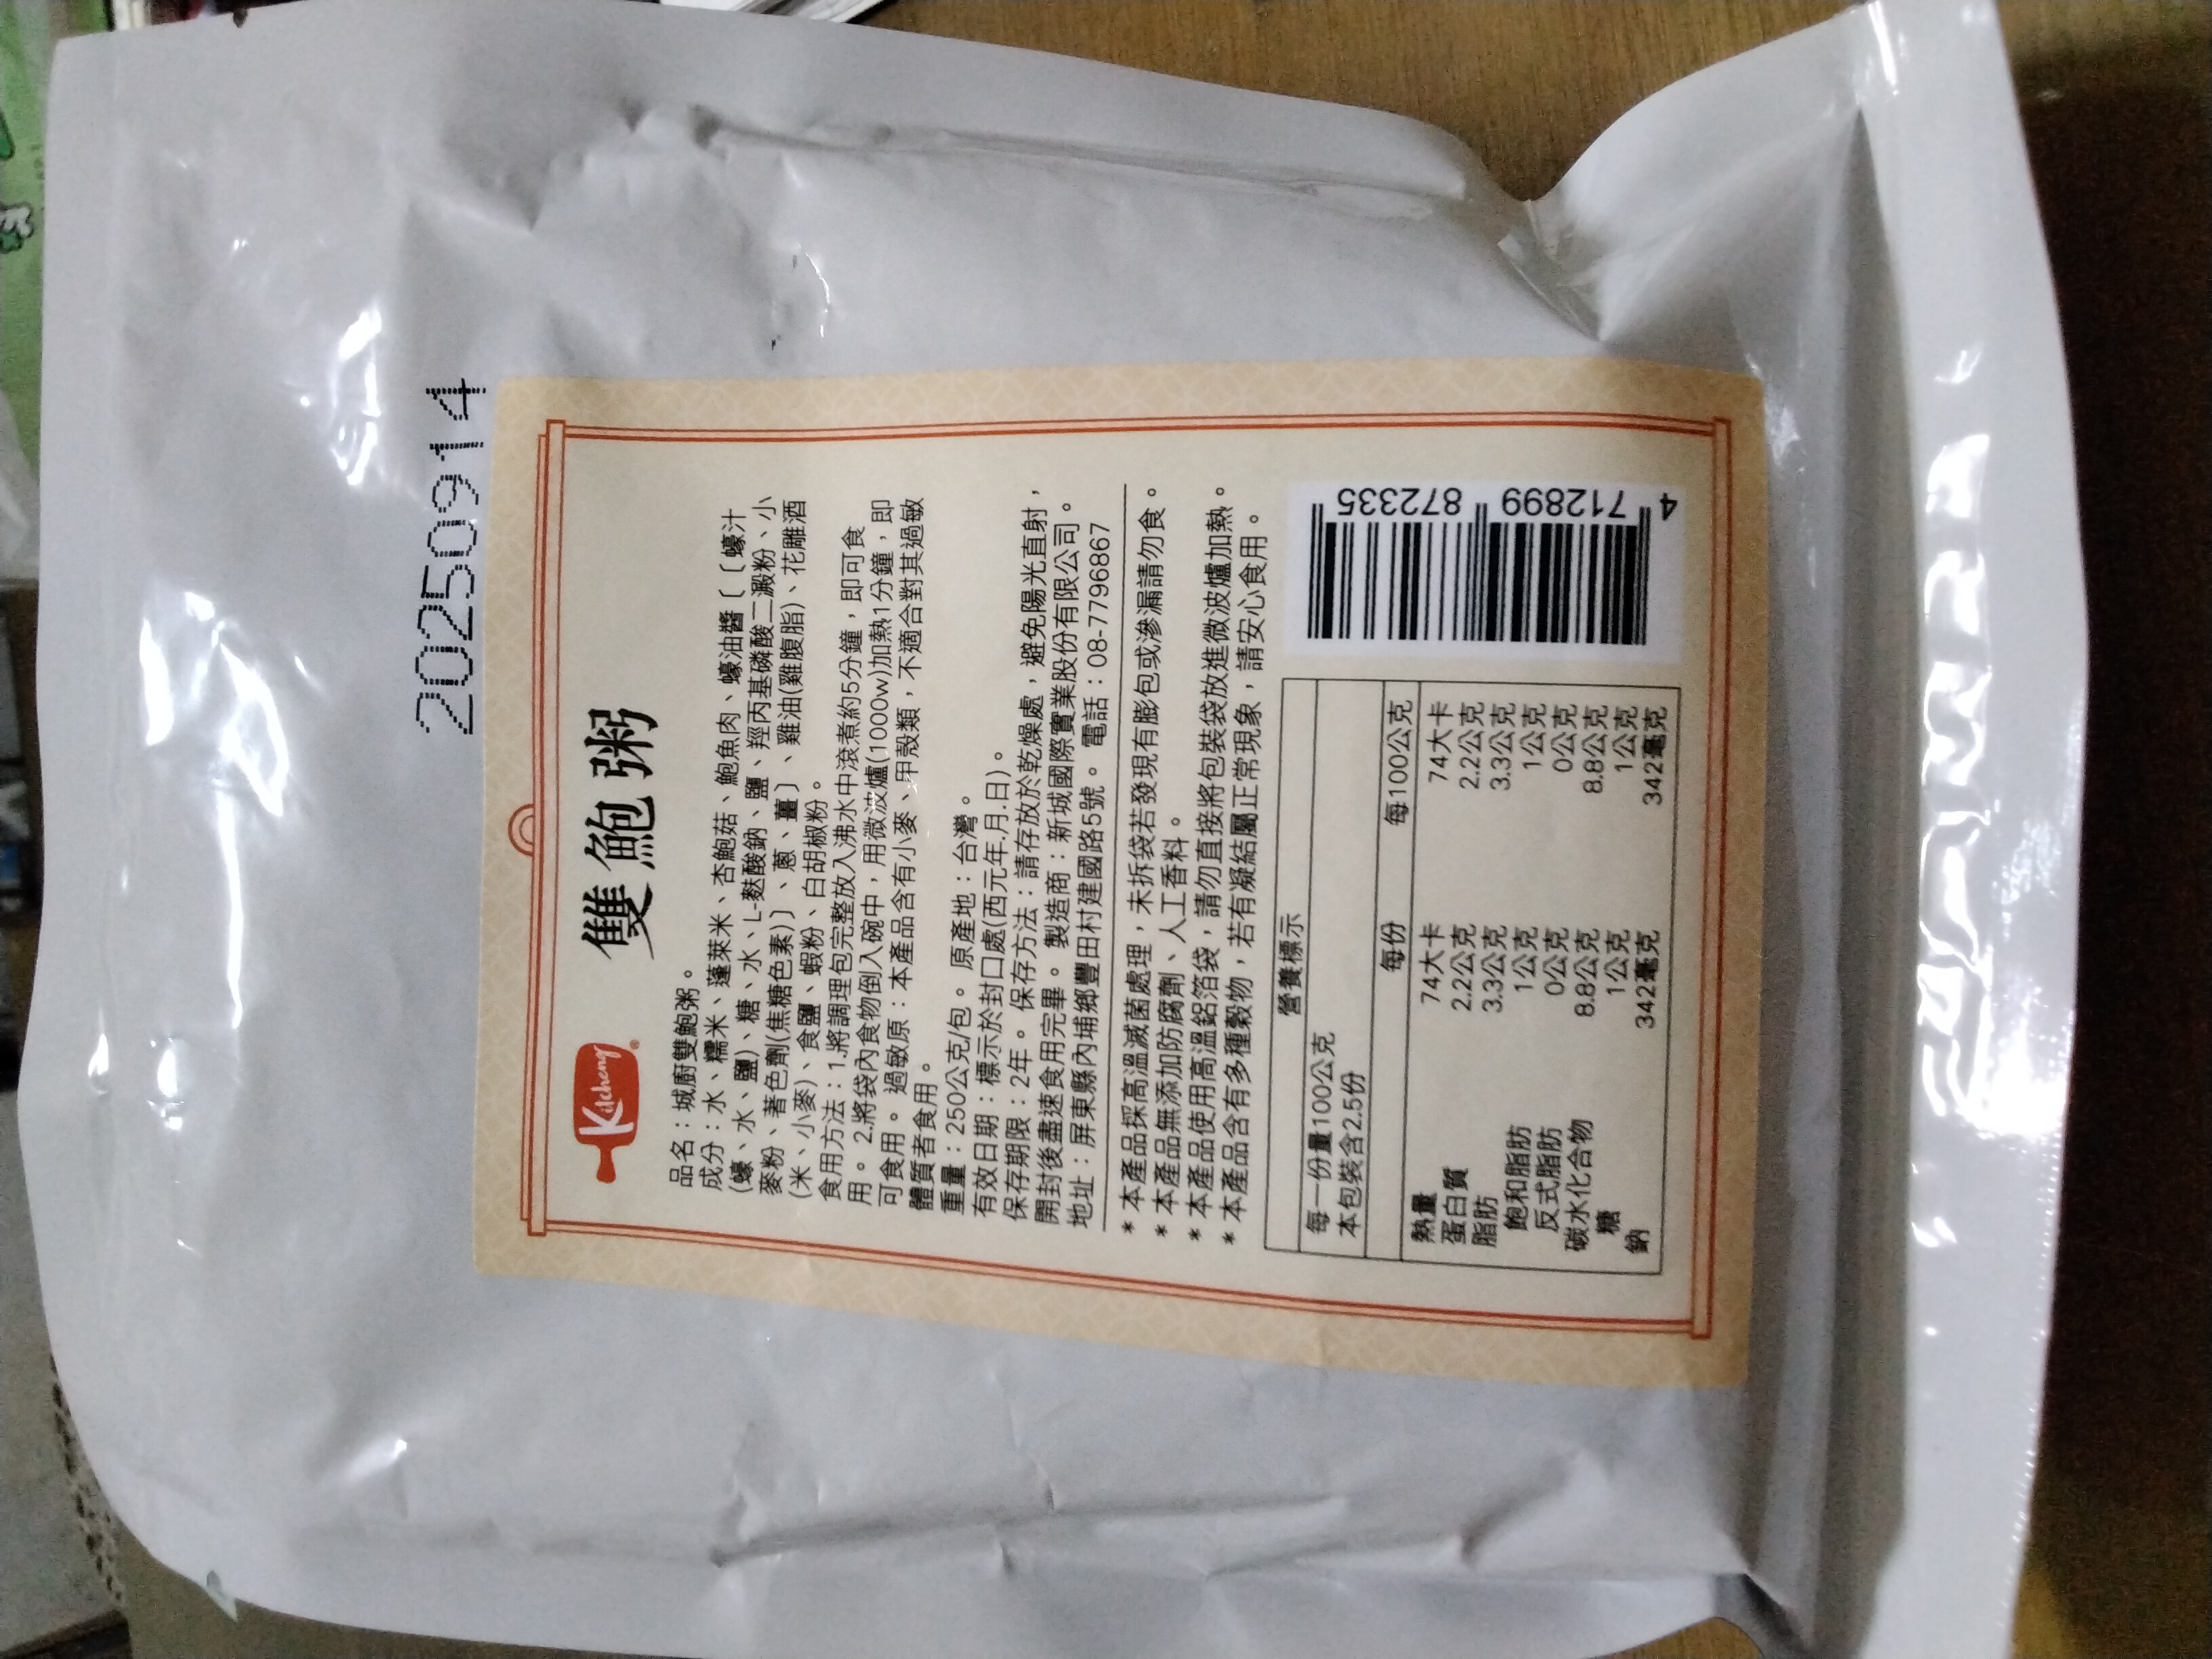 20250914
Kitcheng®
雙鮑粥
品名：城廚雙鮑粥。
成分：水、糯米、蓬萊米、杏鮑菇、鮑魚肉、蠔油醬〔〔蠔汁
(蠔、水、鹽)、糖、水、L-麩酸鈉、鹽、羥丙基磷酸二澱粉、小
麥粉、著色劑(焦糖色素)〕、蔥、薑〕、雞油(雞腹脂)、花雕酒
(米、小麥)、食鹽、蝦粉、白胡椒粉。
食用方法：1.將調理包完整放入沸水中滾煮約5分鐘，即可食
用。2.將袋內食物倒入碗中，用微波爐(1000w)加熱1分鐘，即
可食用。過敏原：本產品含有小麥、甲殼類，不適合對其過敏
體質者食用。
重量：250公克/包。原產地：台灣。
有效日期：標示於封口處(西元年.月.日)。
保存期限：2年。保存方法：請存放於乾燥處，避免陽光直射，
開封後盡速食用完畢。製造商：新城國際實業股份有限公司。
地址：屏東縣內埔鄉豐田村建國路5號。電話：08-7796867
＊本產品採高溫滅菌處理，未拆袋若發現有膨包或滲漏請勿食。
＊本產品無添加防腐劑、人工香料。
＊本產品使用高溫鋁箔袋，請勿直接將包裝袋放進微波爐加熱。
＊本產品含有多種穀物，若有凝結屬正常現象，請安心食用。
營養標示
每一份量100公克
本包裝含2.5份
每份 每100公克
熱量 74大卡 74大卡
蛋白質 2.2公克 2.2公克
脂肪 3.3公克 3.3公克
飽和脂肪 1公克 1公克
反式脂肪 0公克 0公克
碳水化合物 8.8公克 8.8公克
糖 1公克 1公克
鈉 342毫克 342毫克
4 712899 872335